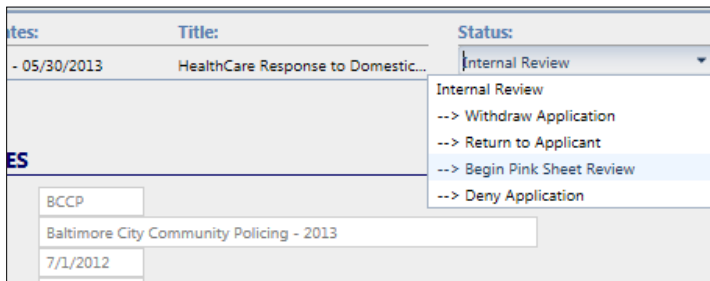 ates: Title: Status:
- 05/30/2013 HealthCare Response to Domestic... Internal Review
Internal Review
--> Withdraw Application
--> Return to Applicant
--> Begin Pink Sheet Review
--> Deny Application
ES
BCCP
Baltimore City Community Policing - 2013
7/1/2012